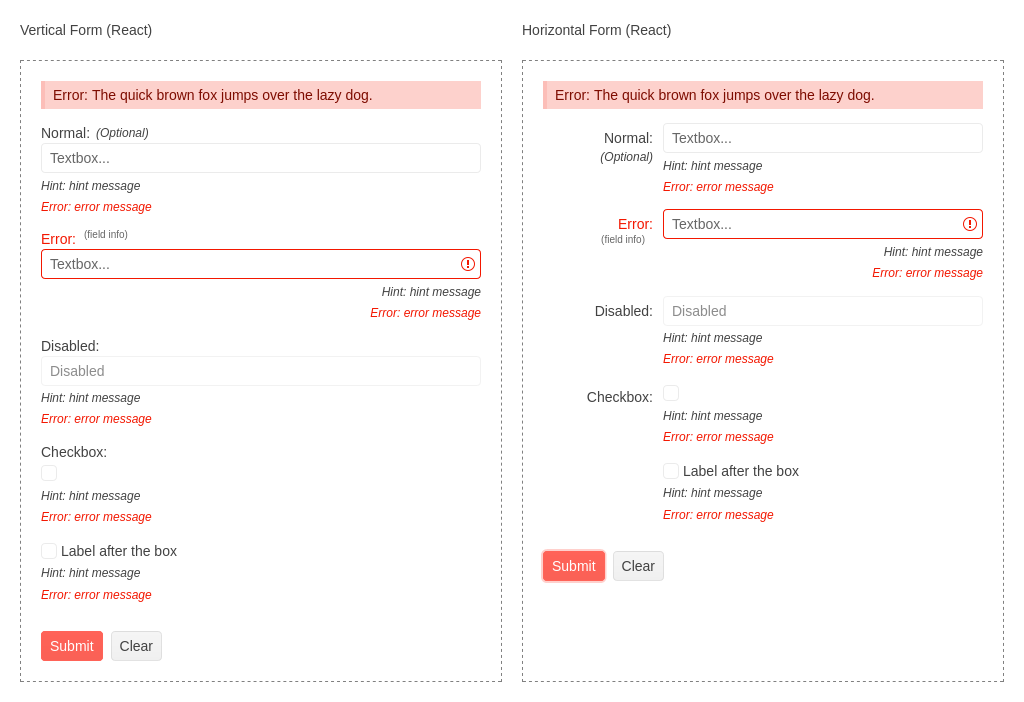 Vertical Form (React)
Error: The quick brown fox jumps over the lazy dog.
Normal: (Optional)
Textbox...
Hint: hint message
Error: error message
Error: (field info)
Textbox...
Hint: hint message
Error: error message
Disabled:
Disabled
Hint: hint message
Error: error message
Checkbox:
Hint: hint message
Error: error message
Label after the box
Hint: hint message
Error: error message
Submit Clear
Horizontal Form (React)
Error: The quick brown fox jumps over the lazy dog.
Normal: Textbox...
(Optional) Hint: hint message
Error: error message
Error: Textbox...
(field info) Hint: hint message
Error: error message
Disabled: Disabled
Hint: hint message
Error: error message
Checkbox:
Hint: hint message
Error: error message
Label after the box
Hint: hint message
Error: error message
Submit Clear